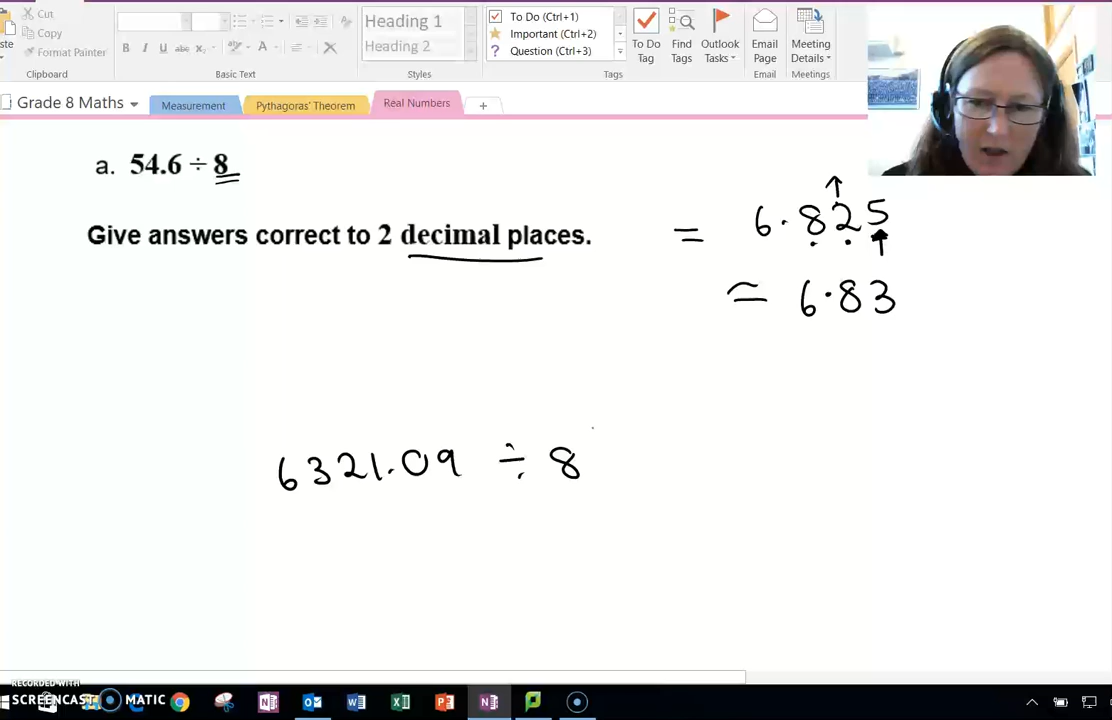 Cut
Copy
ste
Format Painter
Clipboard
B I U abc x
A
Basic Text
Heading 1
Heading 2
Styles
To Do (Ctrl+1)
Important (Ctrl+2)
? Question (Ctrl+3)
To Do Tag
Find Tags
Outlook Tasks
Tags
Email Page
Email
Meeting Details
Meetings
Grade 8 Maths
Measurement
Pythagoras' Theorem
Real Numbers
+
a. 54.6 ÷ 8
Give answers correct to 2 decimal places.
= 6.825
≃ 6.83
6321.09 ÷ 8
RECORDED WITH
SCREENCAST MATIC